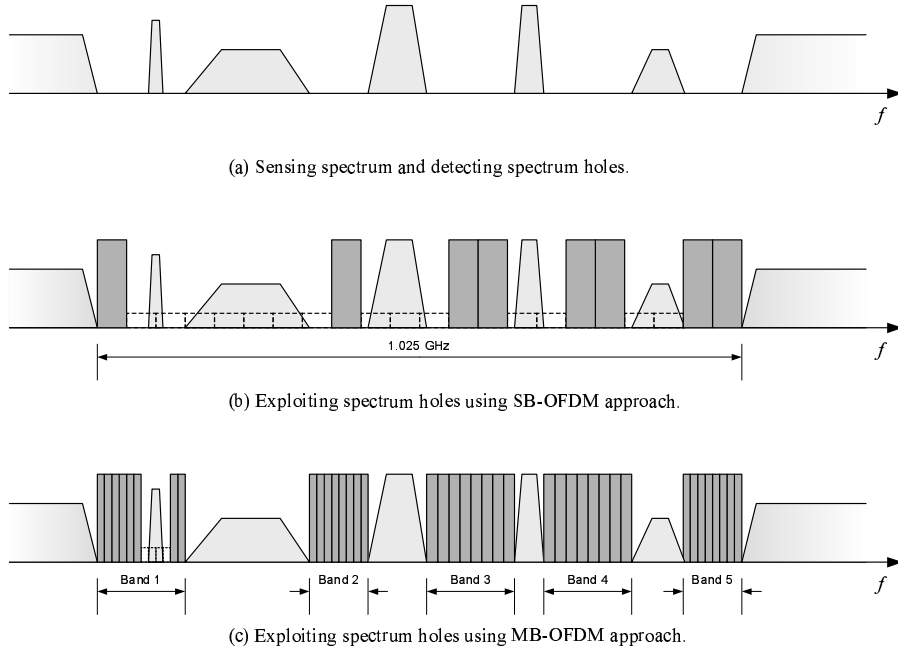 f
(a) Sensing spectrum and detecting spectrum holes.
1.025 GHz
f
(b) Exploiting spectrum holes using SB-OFDM approach.
Band 1 Band 2 Band 3 Band 4 Band 5
f
(c) Exploiting spectrum holes using MB-OFDM approach.